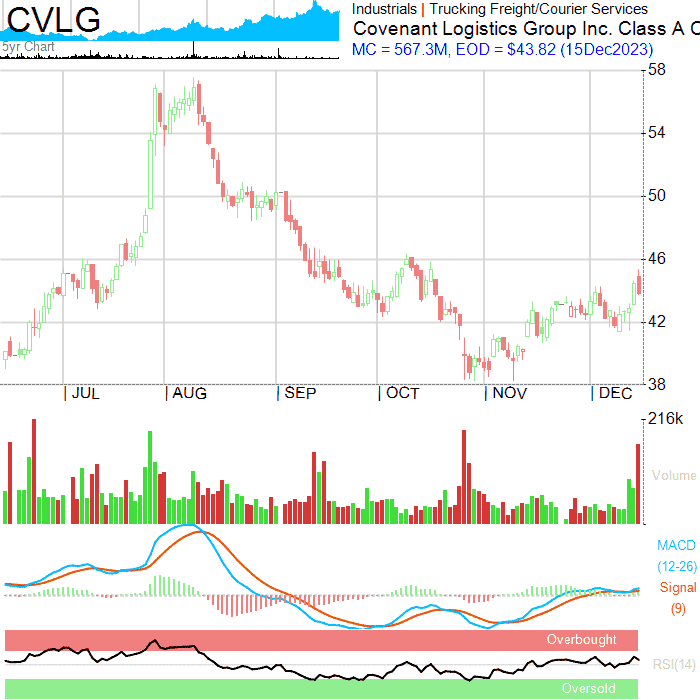 CVLG
5yr Chart
Industrials | Trucking Freight/Courier Services
Covenant Logistics Group Inc. Class A C
MC = 567.3M, EOD = $43.82 (15Dec2023)
58
54
50
46
42
38
| JUL | AUG | SEP | OCT | NOV | DEC
216k
Volume
MACD
(12-26)
Signal
(9)
Overbought
RSI(14)
Oversold